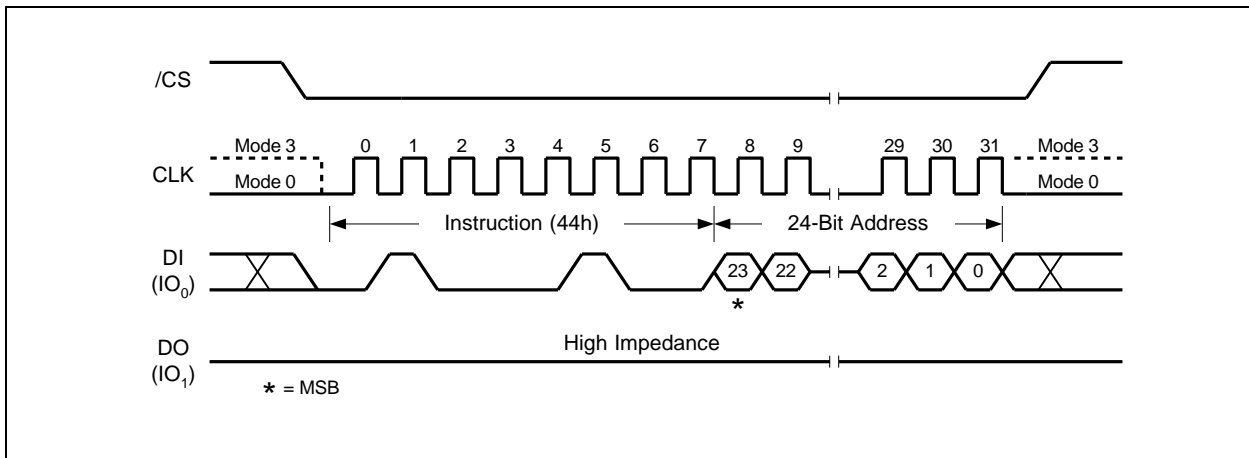 /CS
Mode 3 0 1 2 3 4 5 6 7 8 9 29 30 31 Mode 3
CLK Mode 0 Mode 0
Instruction (44h) 24-Bit Address
DI
(IO₀)
23 22 2 1 0
*
DO
(IO₁)
High Impedance
* = MSB